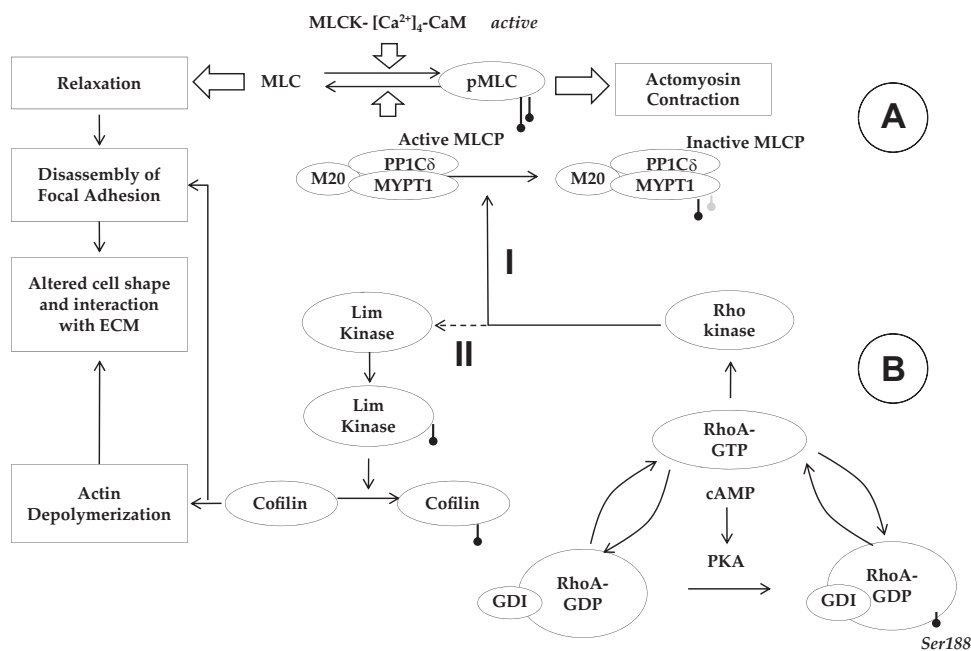 MLCK- [Ca²⁺]₄-CaM active
Relaxation
MLC
pMLC
Actomyosin
Contraction
A
Active MLCP
Inactive MLCP
M20
PP1Cδ
MYPT1
M20
PP1Cδ
MYPT1
Disassembly of
Focal Adhesion
Altered cell shape
and interaction
with ECM
I
Lim
Kinase
II
Rho
kinase
B
Lim
Kinase
RhoA-
GTP
Actin
Depolymerization
Cofilin
Cofilin
cAMP
PKA
GDI
RhoA-
GDP
GDI
RhoA-
GDP
Ser188